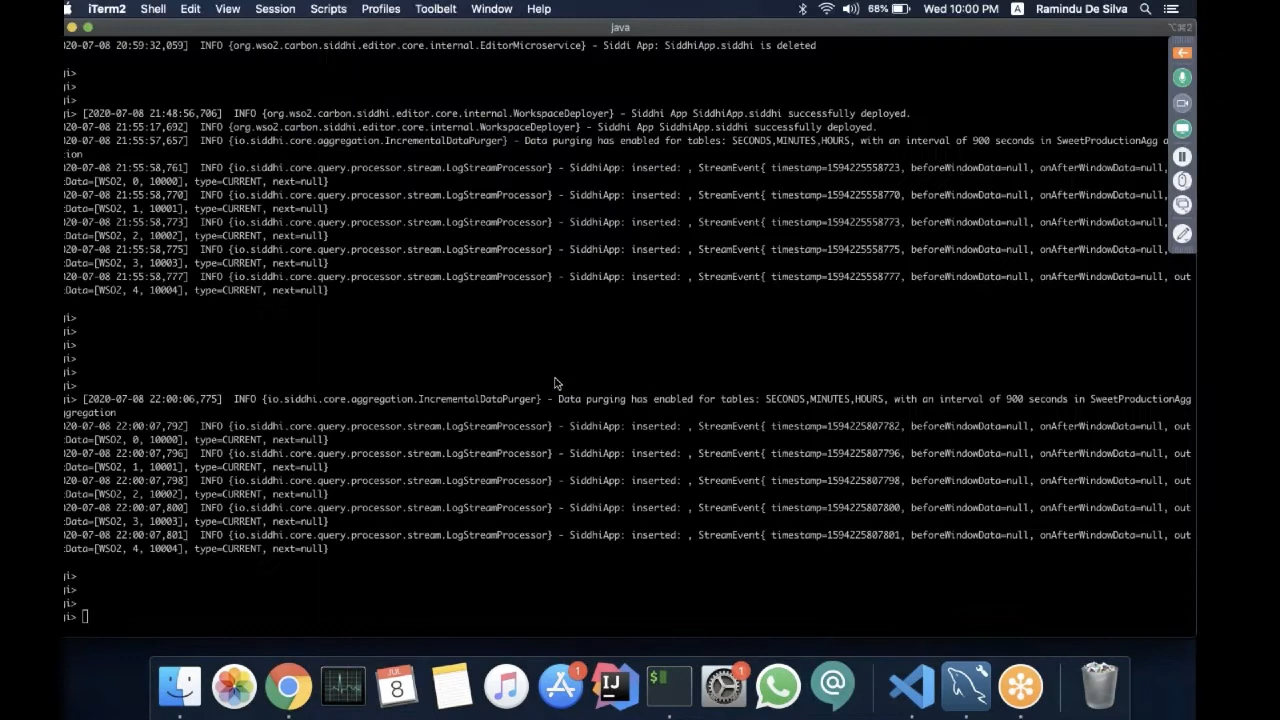 iTerm2 Shell Edit View Session Scripts Profiles Toolbelt Window Help 68% Wed 10:00 PM A Ramindu De Silva
java ⌥⌘2
20-07-08 20:59:32,059] INFO {org.wso2.carbon.siddhi.editor.core.internal.EditorMicroservice} - Siddi App: SiddhiApp.siddhi is deleted
gi>
gi>
gi> [2020-07-08 21:48:56,706] INFO {org.wso2.carbon.siddhi.editor.core.internal.WorkspaceDeployer} - Siddhi App SiddhiApp.siddhi successfully deployed.
20-07-08 21:55:17,692] INFO {org.wso2.carbon.siddhi.editor.core.internal.WorkspaceDeployer} - Siddhi App SiddhiApp.siddhi successfully deployed.
20-07-08 21:55:57,657] INFO {io.siddhi.core.aggregation.IncrementalDataPurger} - Data purging has enabled for tables: SECONDS,MINUTES,HOURS, with an interval of 900 seconds in SweetProductionAgg
ion
20-07-08 21:55:58,761] INFO {io.siddhi.core.query.processor.stream.LogStreamProcessor} - SiddhiApp: inserted: , StreamEvent{ timestamp=1594225558723, beforeWindowData=null, onAfterWindowData=null,
:Data=[WSO2, 0, 10000], type=CURRENT, next=null}
20-07-08 21:55:58,770] INFO {io.siddhi.core.query.processor.stream.LogStreamProcessor} - SiddhiApp: inserted: , StreamEvent{ timestamp=1594225558770, beforeWindowData=null, onAfterWindowData=null,
:Data=[WSO2, 1, 10001], type=CURRENT, next=null}
20-07-08 21:55:58,773] INFO {io.siddhi.core.query.processor.stream.LogStreamProcessor} - SiddhiApp: inserted: , StreamEvent{ timestamp=1594225558773, beforeWindowData=null, onAfterWindowData=null,
:Data=[WSO2, 2, 10002], type=CURRENT, next=null}
20-07-08 21:55:58,775] INFO {io.siddhi.core.query.processor.stream.LogStreamProcessor} - SiddhiApp: inserted: , StreamEvent{ timestamp=1594225558775, beforeWindowData=null, onAfterWindowData=null,
:Data=[WSO2, 3, 10003], type=CURRENT, next=null}
20-07-08 21:55:58,777] INFO {io.siddhi.core.query.processor.stream.LogStreamProcessor} - SiddhiApp: inserted: , StreamEvent{ timestamp=1594225558777, beforeWindowData=null, onAfterWindowData=null, out
:Data=[WSO2, 4, 10004], type=CURRENT, next=null}
gi>
gi>
gi>
gi>
gi>
gi>
gi> [2020-07-08 22:00:06,775] INFO {io.siddhi.core.aggregation.IncrementalDataPurger} - Data purging has enabled for tables: SECONDS,MINUTES,HOURS, with an interval of 900 seconds in SweetProductionAgg
gregation
20-07-08 22:00:07,792] INFO {io.siddhi.core.query.processor.stream.LogStreamProcessor} - SiddhiApp: inserted: , StreamEvent{ timestamp=1594225807782, beforeWindowData=null, onAfterWindowData=null, out
:Data=[WSO2, 0, 10000], type=CURRENT, next=null}
20-07-08 22:00:07,796] INFO {io.siddhi.core.query.processor.stream.LogStreamProcessor} - SiddhiApp: inserted: , StreamEvent{ timestamp=1594225807796, beforeWindowData=null, onAfterWindowData=null, out
:Data=[WSO2, 1, 10001], type=CURRENT, next=null}
20-07-08 22:00:07,798] INFO {io.siddhi.core.query.processor.stream.LogStreamProcessor} - SiddhiApp: inserted: , StreamEvent{ timestamp=1594225807798, beforeWindowData=null, onAfterWindowData=null, out
:Data=[WSO2, 2, 10002], type=CURRENT, next=null}
20-07-08 22:00:07,800] INFO {io.siddhi.core.query.processor.stream.LogStreamProcessor} - SiddhiApp: inserted: , StreamEvent{ timestamp=1594225807800, beforeWindowData=null, onAfterWindowData=null, out
:Data=[WSO2, 3, 10003], type=CURRENT, next=null}
20-07-08 22:00:07,801] INFO {io.siddhi.core.query.processor.stream.LogStreamProcessor} - SiddhiApp: inserted: , StreamEvent{ timestamp=1594225807801, beforeWindowData=null, onAfterWindowData=null, out
:Data=[WSO2, 4, 10004], type=CURRENT, next=null}
gi>
gi>
gi>
gi>
JUL 8 1 IJ $ 1 @